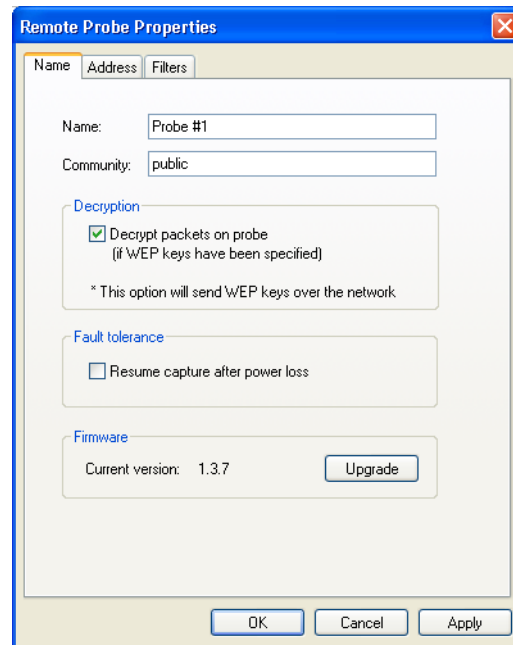 Remote Probe Properties
Name Address Filters
Name: Probe #1
Community: public
Decryption
Decrypt packets on probe
(if WEP keys have been specified)
* This option will send WEP keys over the network
Fault tolerance
Resume capture after power loss
Firmware
Current version: 1.3.7 Upgrade
OK Cancel Apply